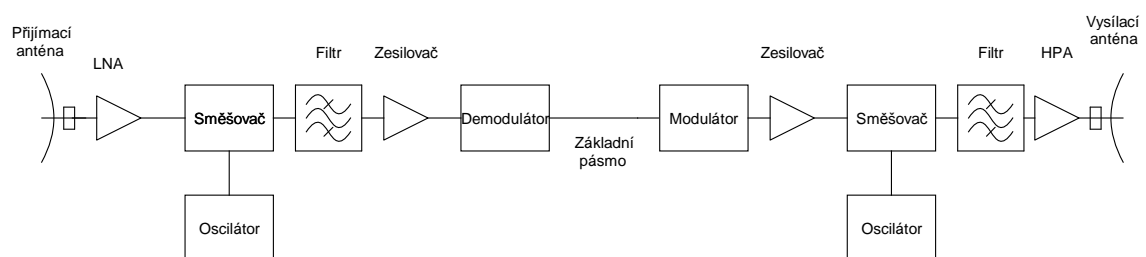 Přijímací
anténa
LNA
Filtr
Zesilovač
Zesilovač
Filtr
HPA
Vysílací
anténa
Směšovač
Demodulátor
Základní
pásmo
Modulátor
Směšovač
Oscilátor
Oscilátor